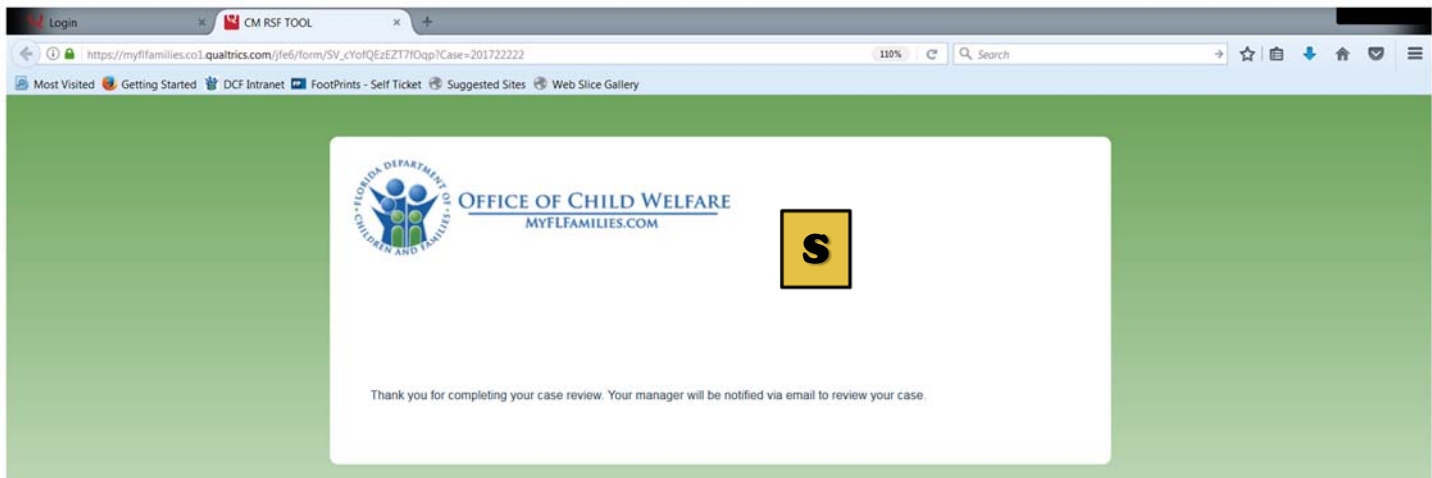 Login × CM RSF TOOL × +
https://myflfamilies.co1.qualtrics.com/jfe6/form/SV_cYofQEzEZT7fOqp?Case=201722222 110% Search
Most Visited Getting Started DCF Intranet FootPrints - Self Ticket Suggested Sites Web Slice Gallery
FLORIDA DEPARTMENT OF CHILDREN AND FAMILIES
OFFICE OF CHILD WELFARE
MYFLFAMILIES.COM
S
Thank you for completing your case review. Your manager will be notified via email to review your case.